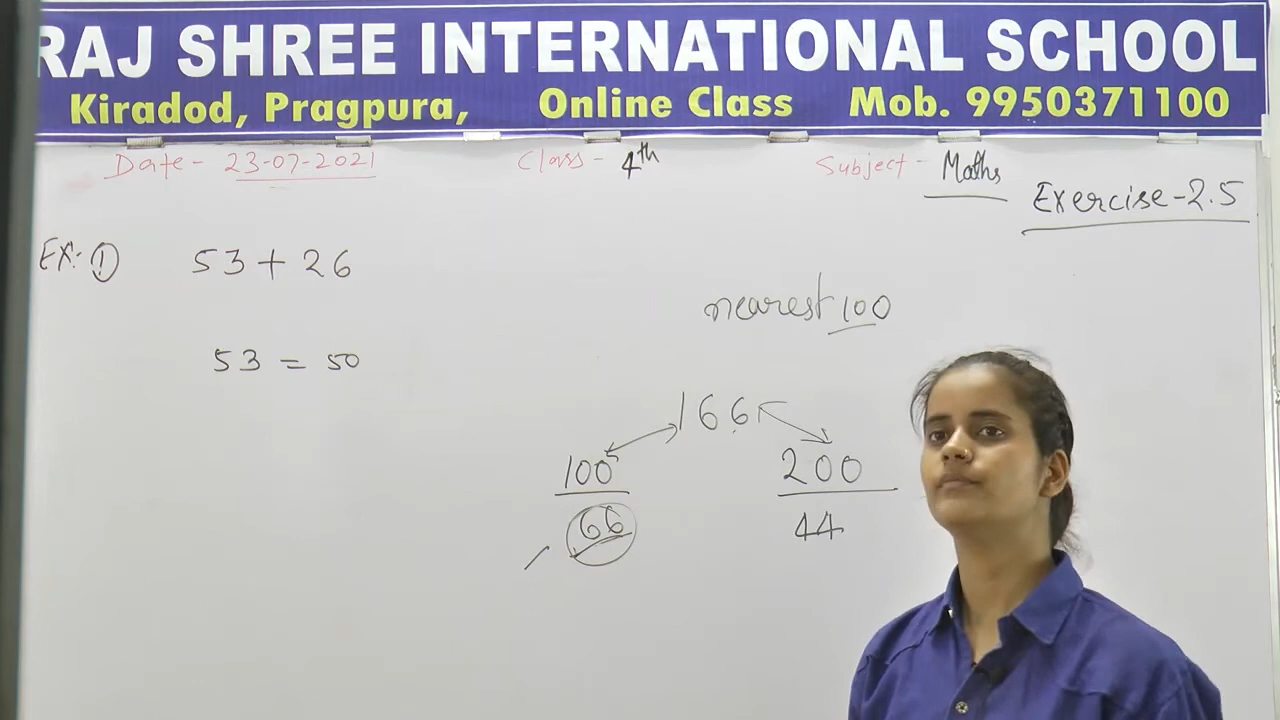 RAJ SHREE INTERNATIONAL SCHOOL
Kiradod, Pragpura, Online Class Mob. 9950371100
Date- 23-07-2021 Class- 4th Subject- Maths
Exercise-2.5
EX: 1 53 + 26
nearest 100
53 = 50
166
100 200
66 44